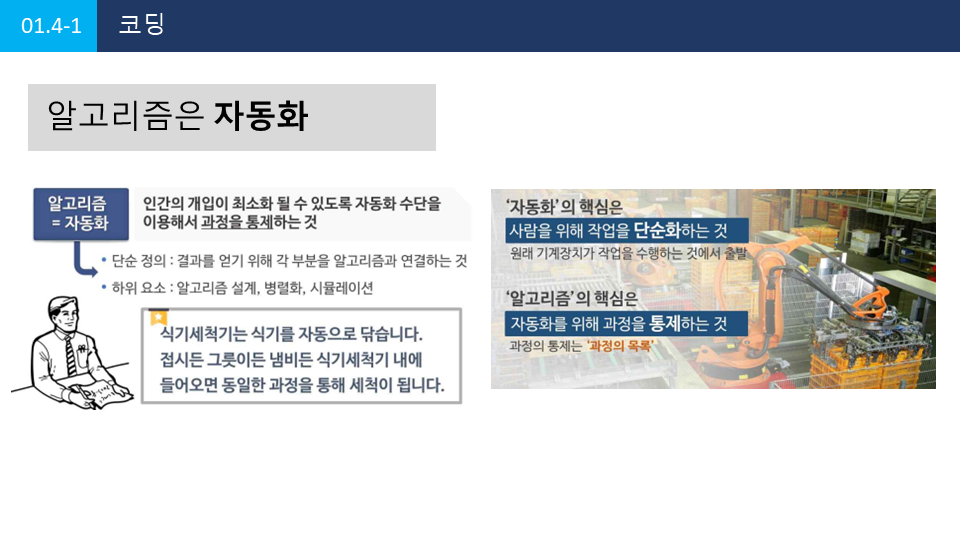 01.4-1 코딩
알고리즘은 자동화
알고리즘
= 자동화
인간의 개입이 최소화 될 수 있도록 자동화 수단을
이용해서 과정을 통제하는 것
• 단순 정의 : 결과를 얻기 위해 각 부분을 알고리즘과 연결하는 것
• 하위 요소 : 알고리즘 설계, 병렬화, 시뮬레이션
식기세척기는 식기를 자동으로 닦습니다.
접시든 그릇이든 냄비든 식기세척기 내에
들어오면 동일한 과정을 통해 세척이 됩니다.
‘자동화’의 핵심은
사람을 위해 작업을 단순화하는 것
원래 기계장치가 작업을 수행하는 것에서 출발
‘알고리즘’의 핵심은
자동화를 위해 과정을 통제하는 것
과정의 통제는 ‘과정의 목록’